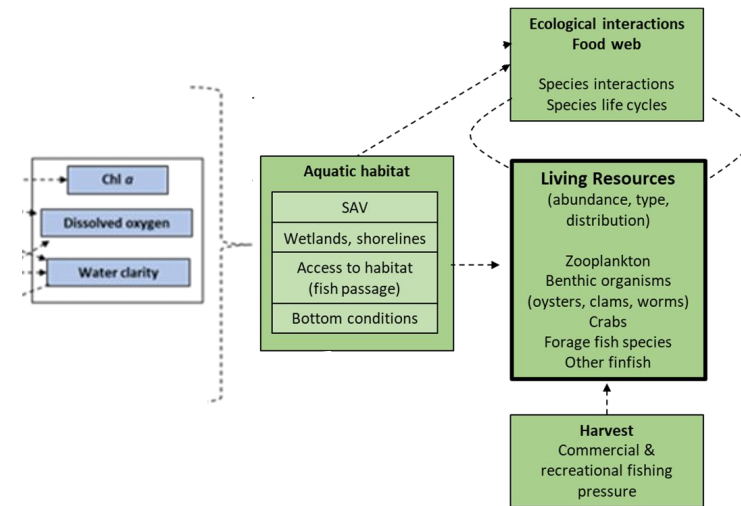 Chl a
Dissolved oxygen
Water clarity
Aquatic habitat
SAV
Wetlands, shorelines
Access to habitat
(fish passage)
Bottom conditions
Ecological interactions
Food web
Species interactions
Species life cycles
Living Resources
(abundance, type,
distribution)
Zooplankton
Benthic organisms
(oysters, clams, worms)
Crabs
Forage fish species
Other finfish
Harvest
Commercial &
recreational fishing
pressure